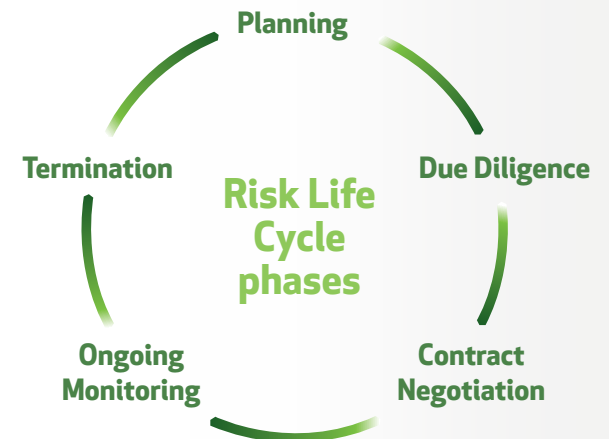 Planning
Due Diligence
Contract
Negotiation
Ongoing
Monitoring
Termination
Risk Life
Cycle
phases